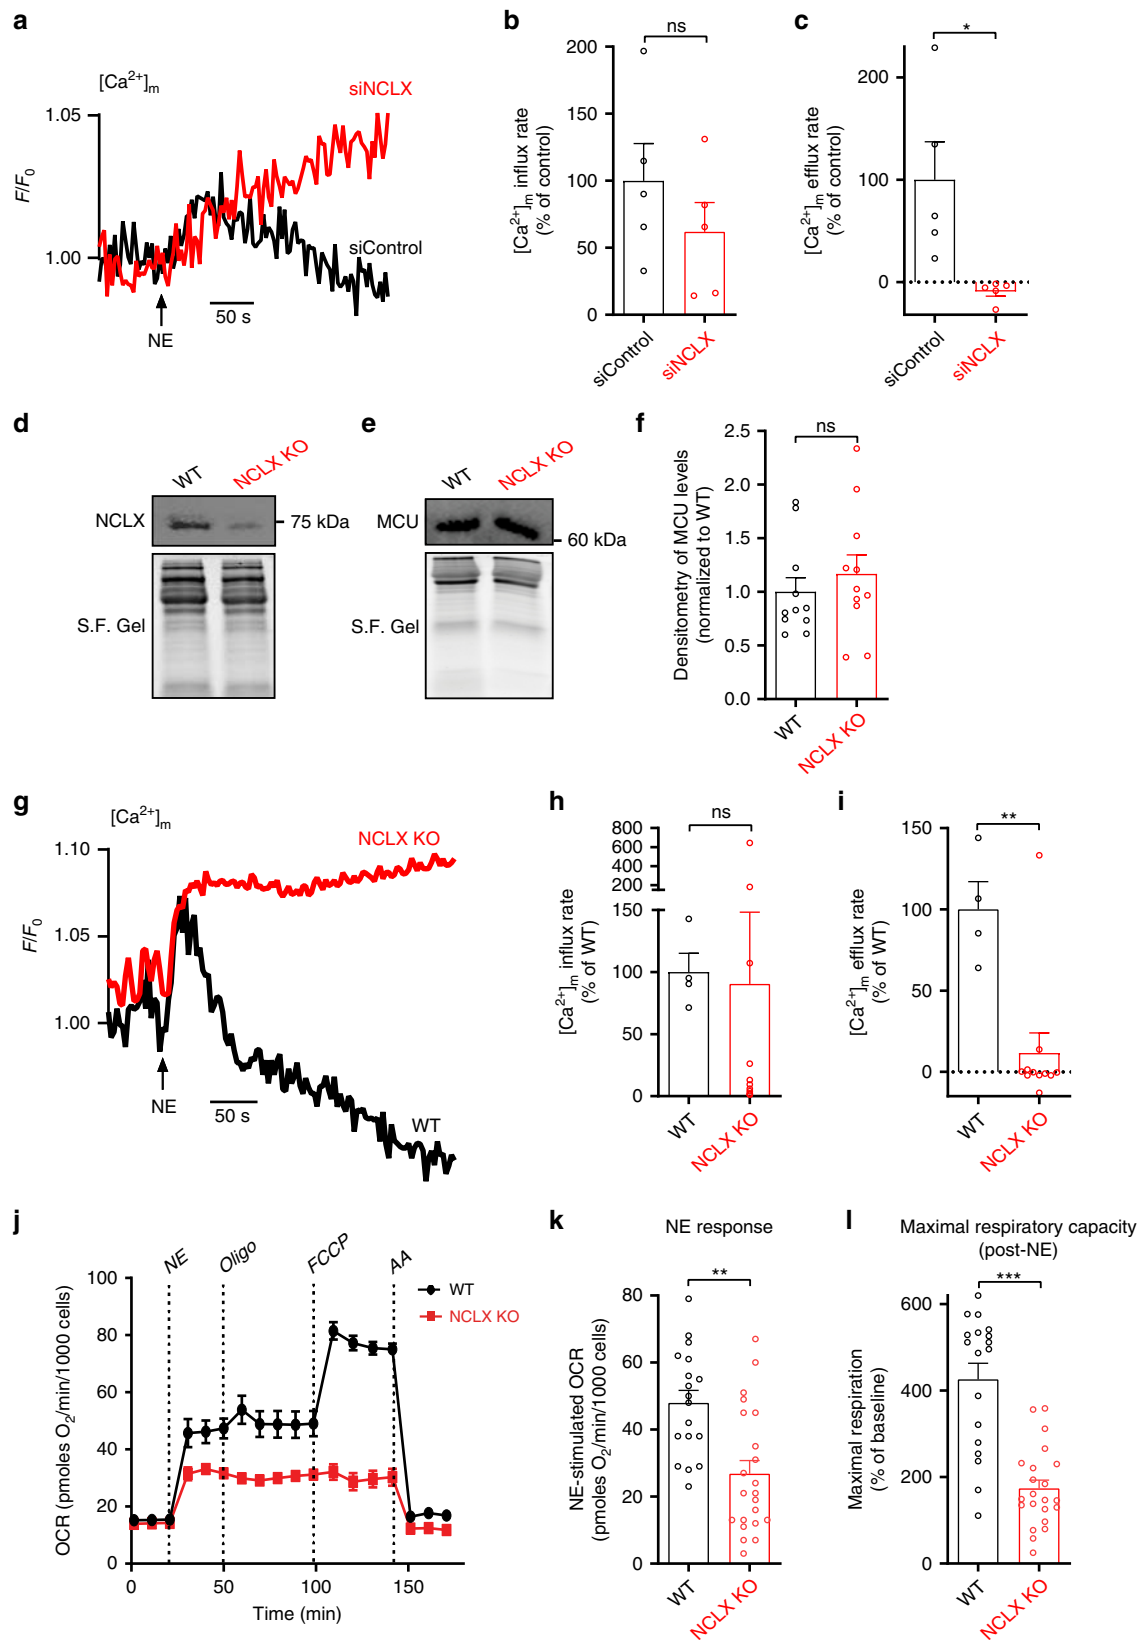 a
[Ca²⁺]ₘ
siNCLX
1.05
F/F₀
1.00
siControl
50 s
NE
b
ns
200
150
100
50
0
[Ca²⁺]ₘ influx rate
(% of control)
siControl
siNCLX
c
*
200
100
0
[Ca²⁺]ₘ efflux rate
(% of control)
siControl
siNCLX
d
WT
NCLX KO
NCLX
75 kDa
S.F. Gel
e
WT
NCLX KO
MCU
60 kDa
S.F. Gel
f
ns
2.5
2.0
1.5
1.0
0.5
0.0
Densitometry of MCU levels
(normalized to WT)
WT
NCLX KO
g
[Ca²⁺]ₘ
NCLX KO
1.10
1.05
F/F₀
1.00
NE
50 s
WT
h
ns
800
600
400
200
150
100
50
0
[Ca²⁺]ₘ influx rate
(% of WT)
WT
NCLX KO
i
**
150
100
50
0
[Ca²⁺]ₘ efflux rate
(% of WT)
WT
NCLX KO
j
NE
Oligo
FCCP
AA
WT
NCLX KO
100
80
60
40
20
0
OCR (pmoles O₂/min/1000 cells)
0
50
100
150
Time (min)
k
NE response
**
80
60
40
20
0
NE-stimulated OCR
(pmoles O₂/min/1000 cells)
WT
NCLX KO
l
Maximal respiratory capacity
(post-NE)
***
600
400
200
0
Maximal respiration
(% of baseline)
WT
NCLX KO